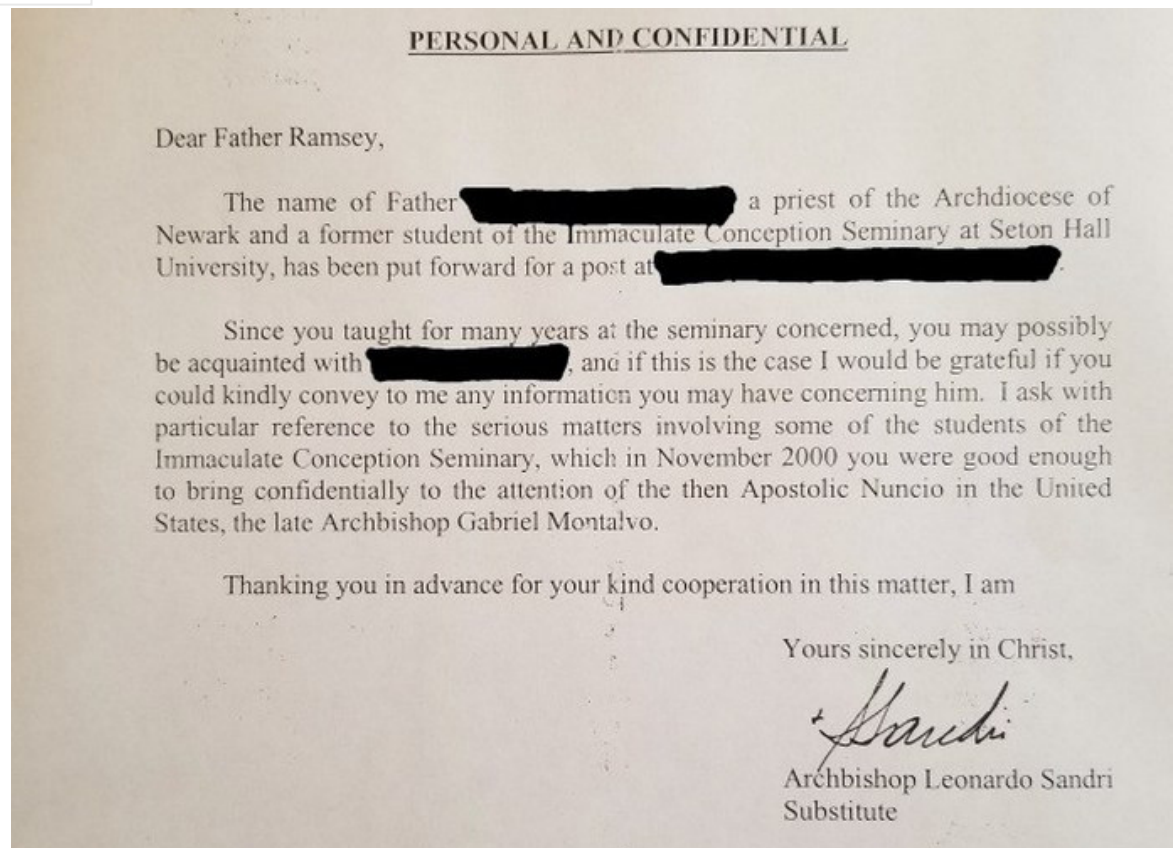 PERSONAL AND CONFIDENTIAL
Dear Father Ramsey,
The name of Father a priest of the Archdiocese of
Newark and a former student of the Immaculate Conception Seminary at Seton Hall
University, has been put forward for a post at .
Since you taught for many years at the seminary concerned, you may possibly
be acquainted with , and if this is the case I would be grateful if you
could kindly convey to me any information you may have concerning him. I ask with
particular reference to the serious matters involving some of the students of the
Immaculate Conception Seminary, which in November 2000 you were good enough
to bring confidentially to the attention of the then Apostolic Nuncio in the United
States, the late Archbishop Gabriel Montalvo.
Thanking you in advance for your kind cooperation in this matter, I am
Yours sincerely in Christ,
+ LSandri
Archbishop Leonardo Sandri
Substitute